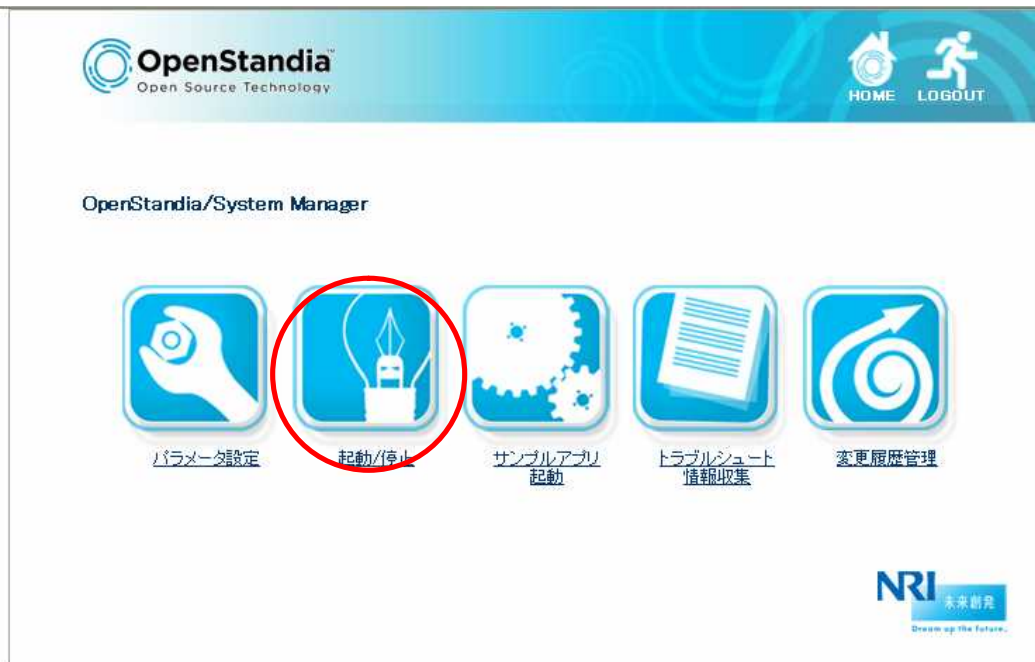 OpenStandia™
Open Source Technology
HOME LOGOUT
OpenStandia/System Manager
パラメータ設定
起動/停止
サンプルアプリ
起動
トラブルシュート
情報収集
変更履歴管理
NRI 未来創発
Dream up the future.